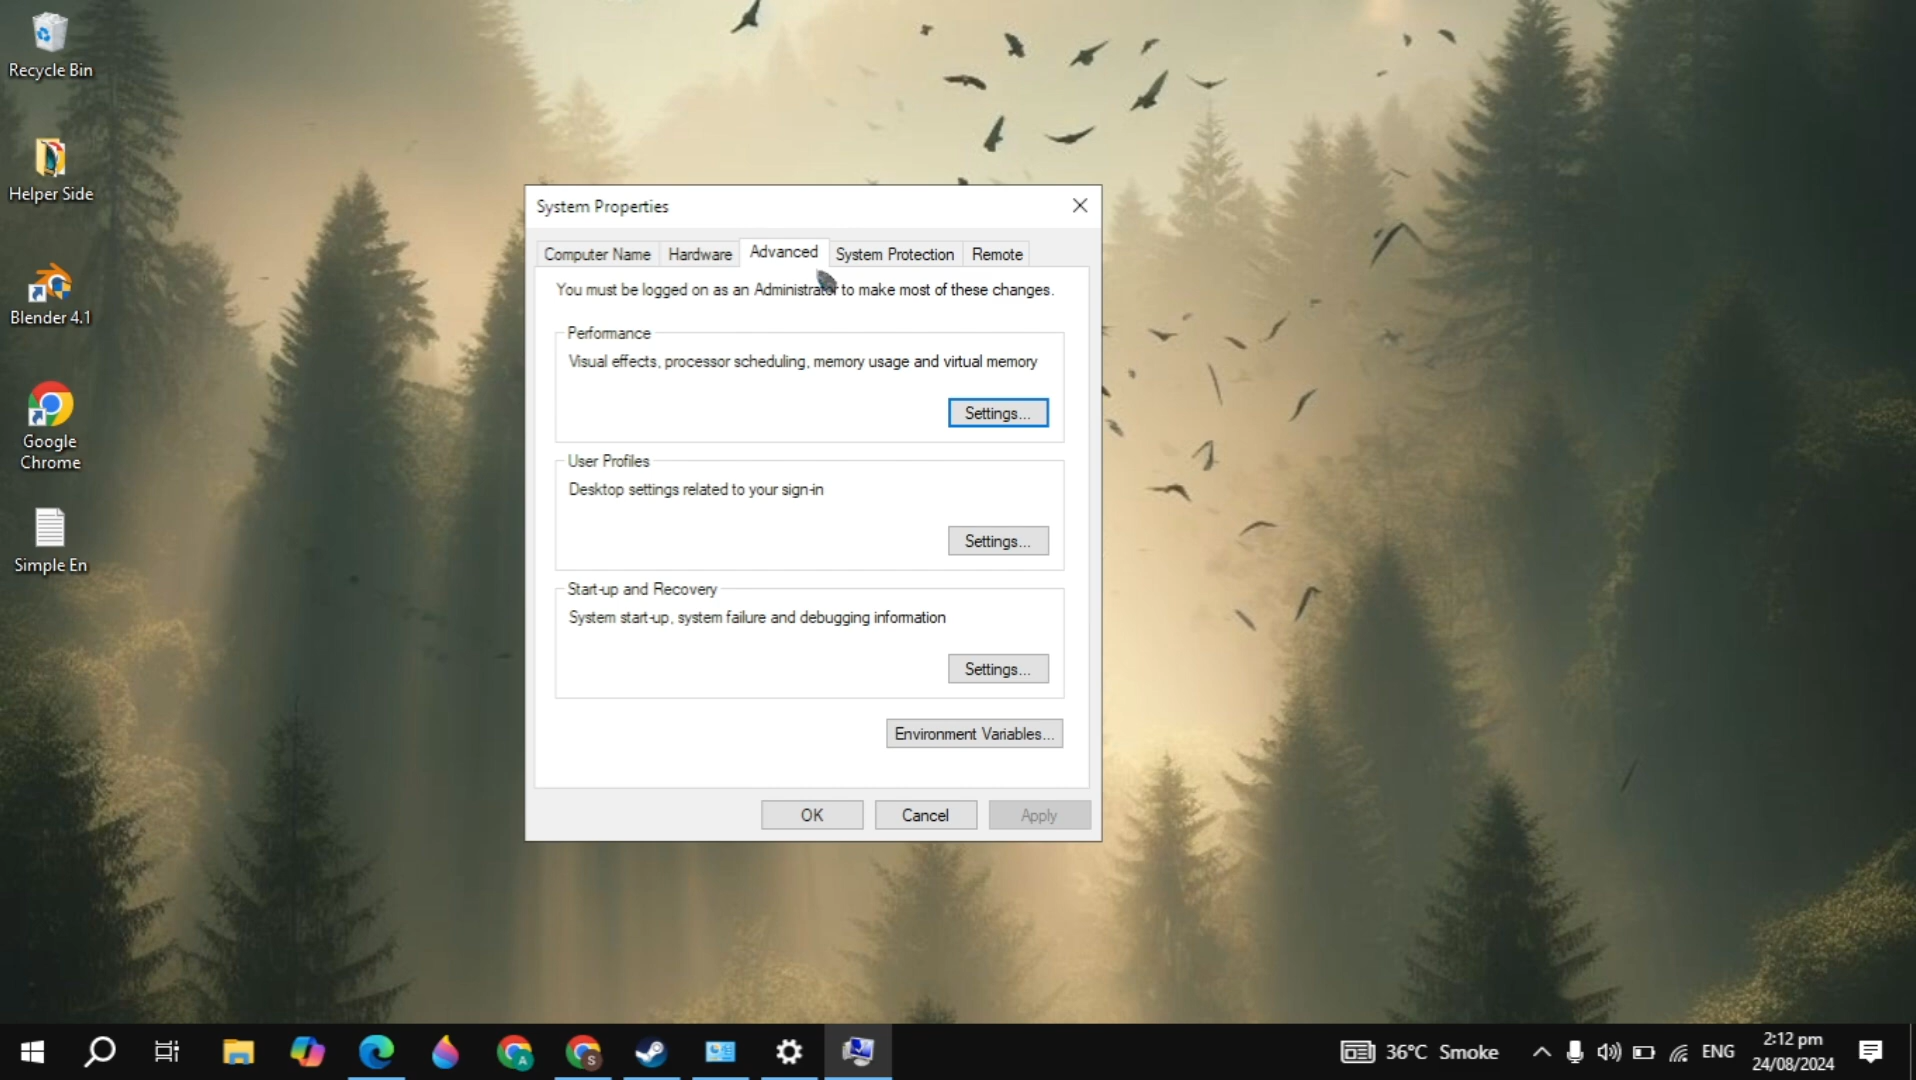 Recycle Bin
Helper Side
Blender 4.1
Google
Chrome
Simple En
System Properties
Computer Name
Hardware
Advanced
System Protection
Remote
You must be logged on as an Administrator to make most of these changes.
Performance
Visual effects, processor scheduling, memory usage and virtual memory
Settings...
User Profiles
Desktop settings related to your sign-in
Settings...
Start-up and Recovery
System start-up, system failure and debugging information
Settings...
Environment Variables...
OK
Cancel
Apply
A
S
36°C Smoke
ENG
2:12 pm
24/08/2024